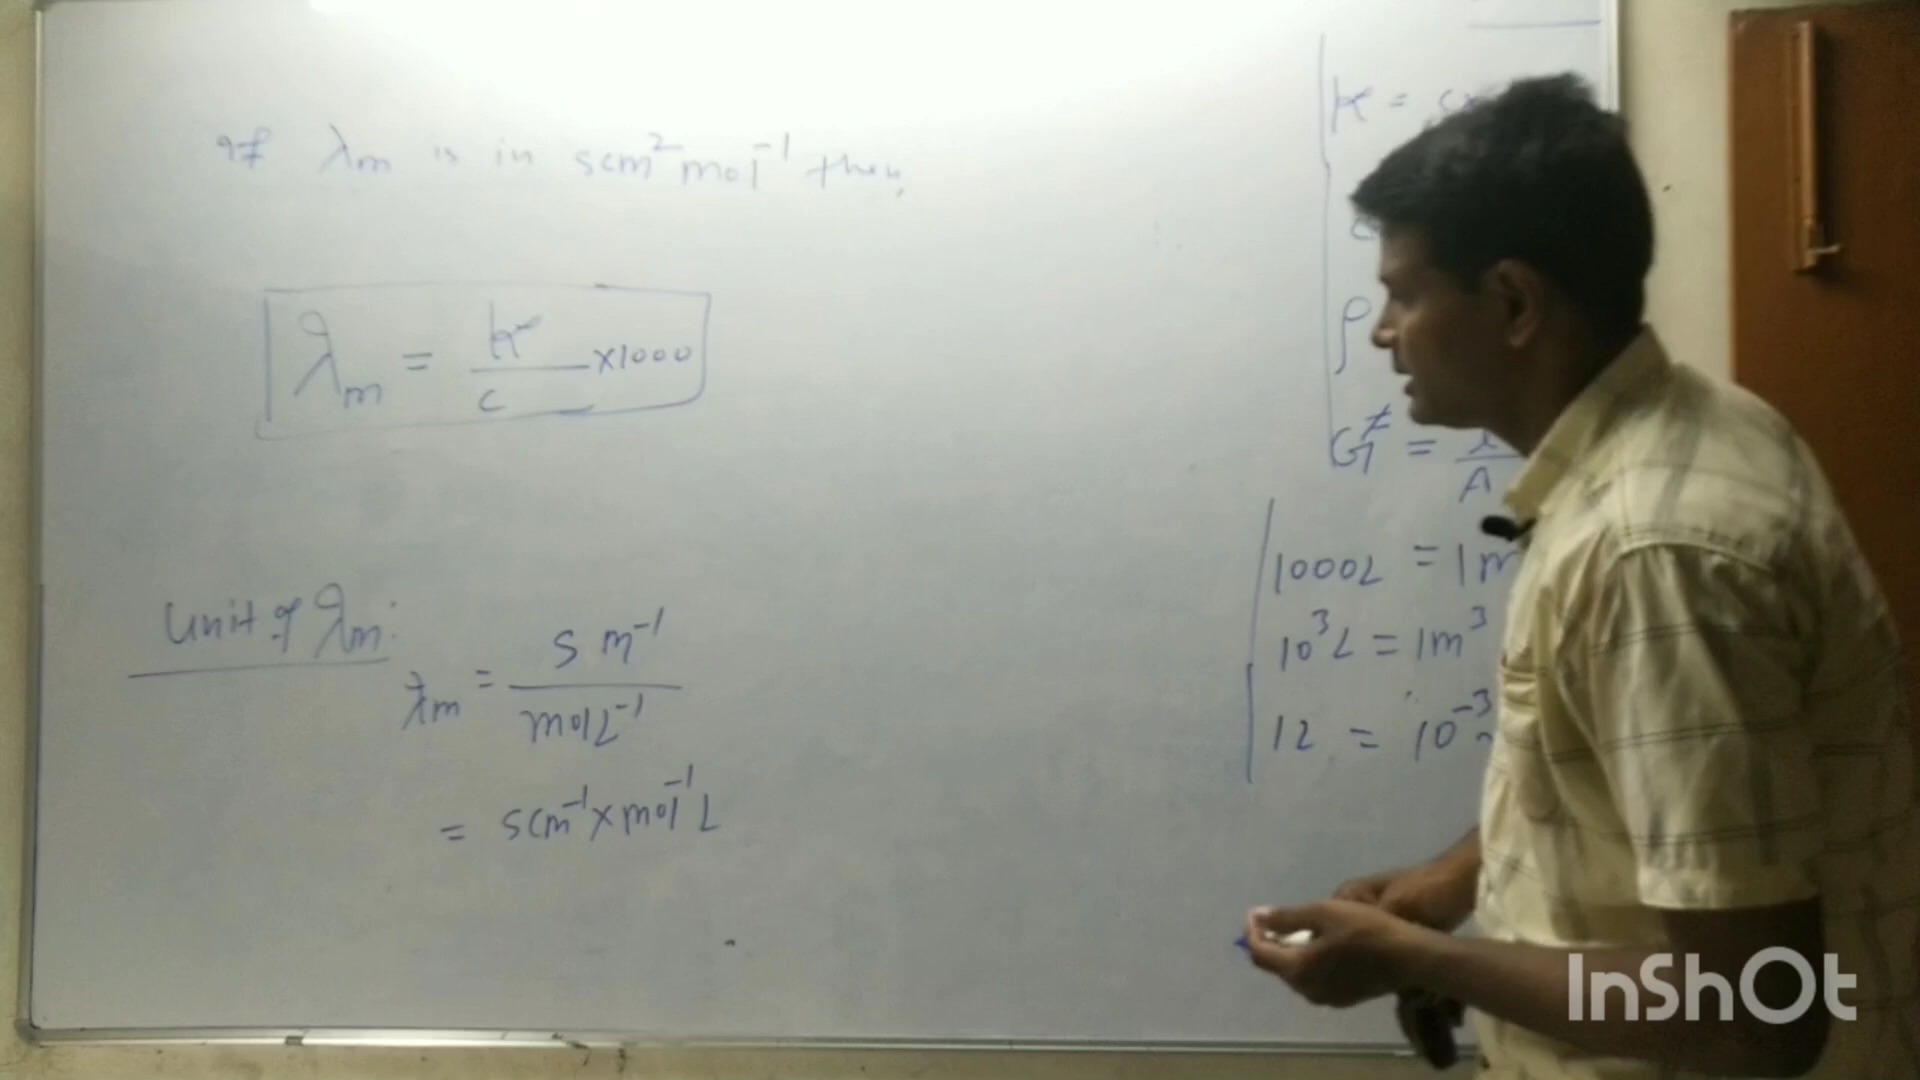 If λm is in scm² mol⁻¹ then,
λm = κ/c ×1000
Unit of λm:
λm = S m⁻¹ / mol L⁻¹
= scm⁻¹ × mol⁻¹ L
κ =
ρ
G* = / A
1000L = 1m
10³ L = 1m³
1L = 10⁻³
InShOt